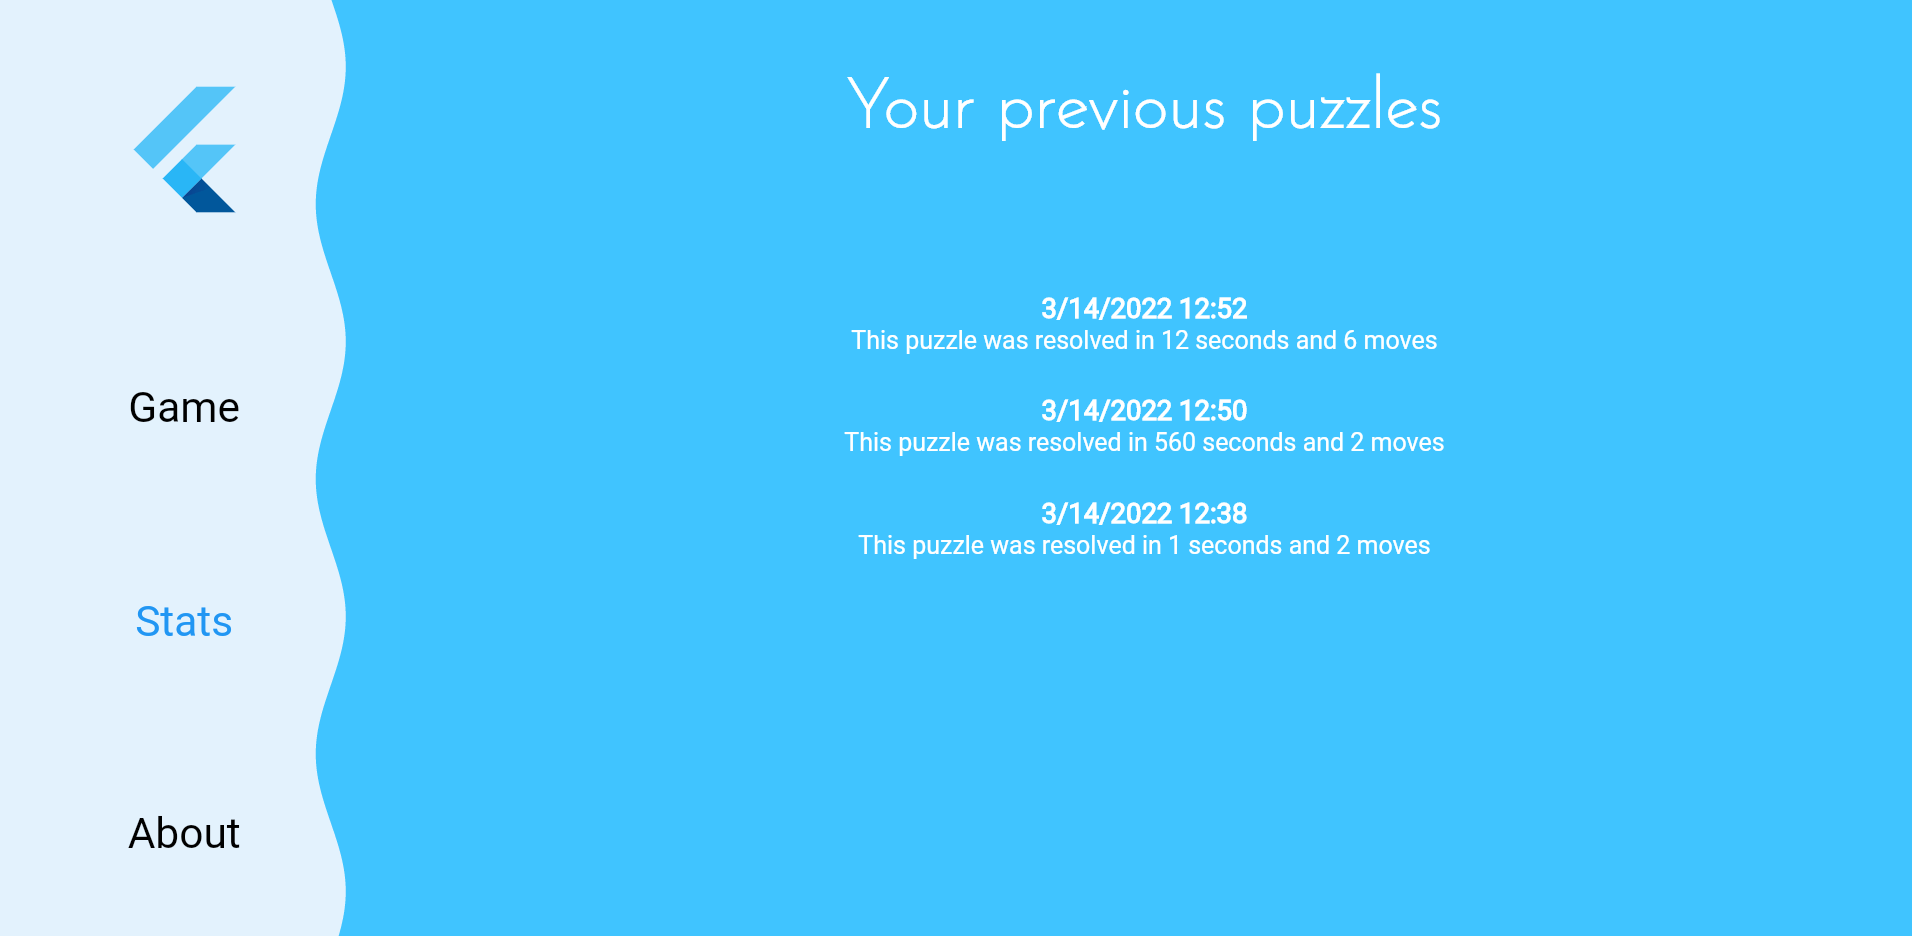 Your previous puzzles
3/14/2022 12:52
This puzzle was resolved in 12 seconds and 6 moves
3/14/2022 12:50
This puzzle was resolved in 560 seconds and 2 moves
3/14/2022 12:38
This puzzle was resolved in 1 seconds and 2 moves
Game
Stats
About